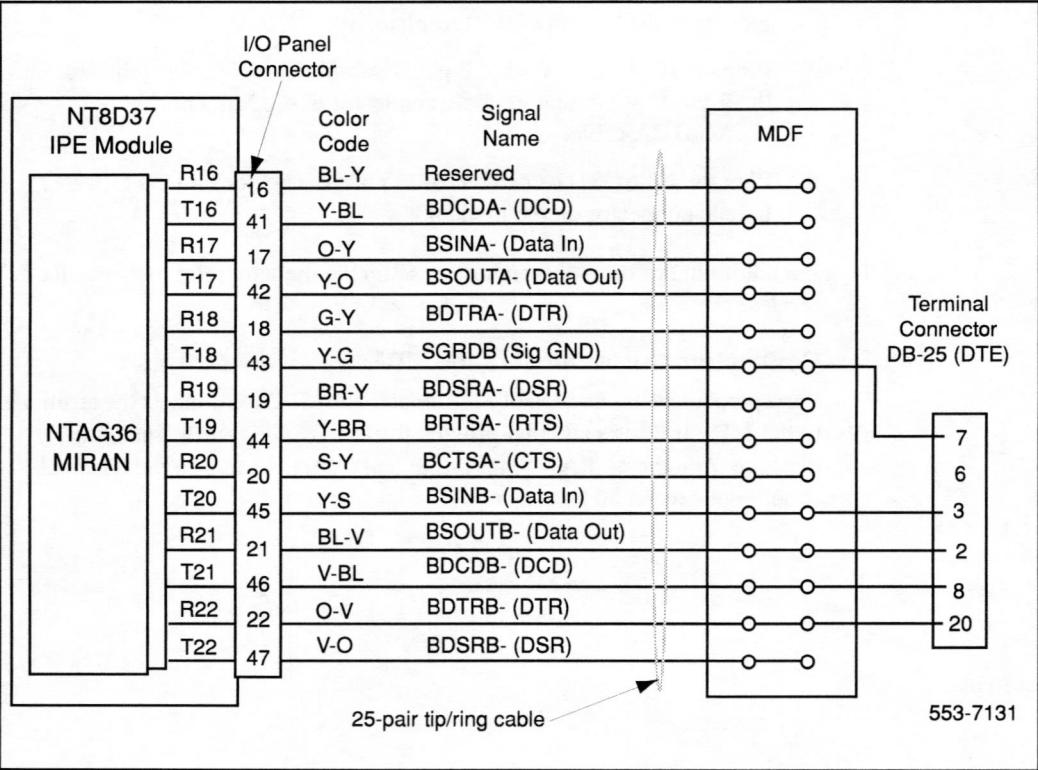 I/O Panel
Connector
NT8D37
IPE Module
Color
Code
Signal
Name
MDF
R16 16 BL-Y Reserved
T16 41 Y-BL BDCDA- (DCD)
R17 17 O-Y BSINA- (Data In)
T17 42 Y-O BSOUTA- (Data Out)
R18 18 G-Y BDTRA- (DTR)
T18 43 Y-G SGRDB (Sig GND)
R19 19 BR-Y BDSRA- (DSR)
T19 44 Y-BR BRTSA- (RTS)
R20 20 S-Y BCTSA- (CTS)
T20 45 Y-S BSINB- (Data In)
R21 21 BL-V BSOUTB- (Data Out)
T21 46 V-BL BDCDB- (DCD)
R22 22 O-V BDTRB- (DTR)
T22 47 V-O BDSRB- (DSR)
NTAG36
MIRAN
Terminal
Connector
DB-25 (DTE)
7
6
3
2
8
20
25-pair tip/ring cable
553-7131